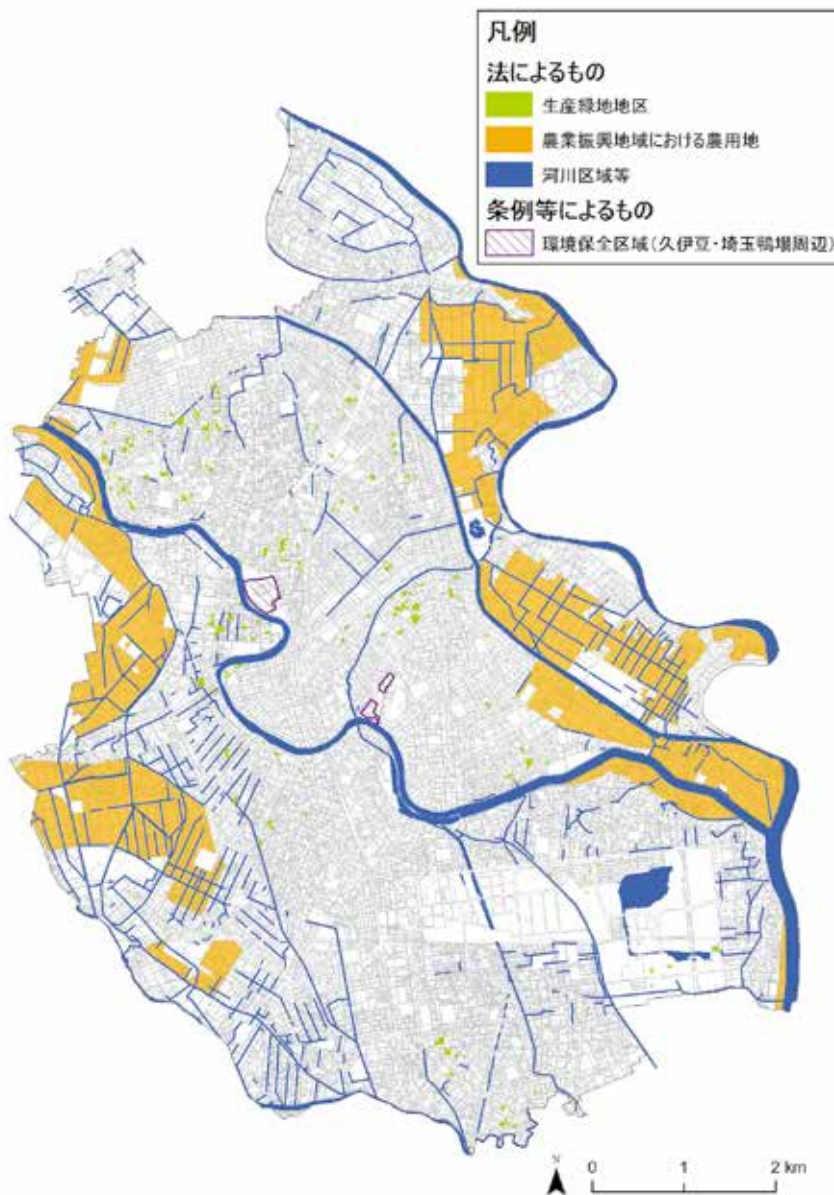 凡例
法によるもの
生産緑地地区
農業振興地域における農用地
河川区域等
条例等によるもの
環境保全区域(久伊豆・埼玉鴨場周辺)
N
0 1 2 km